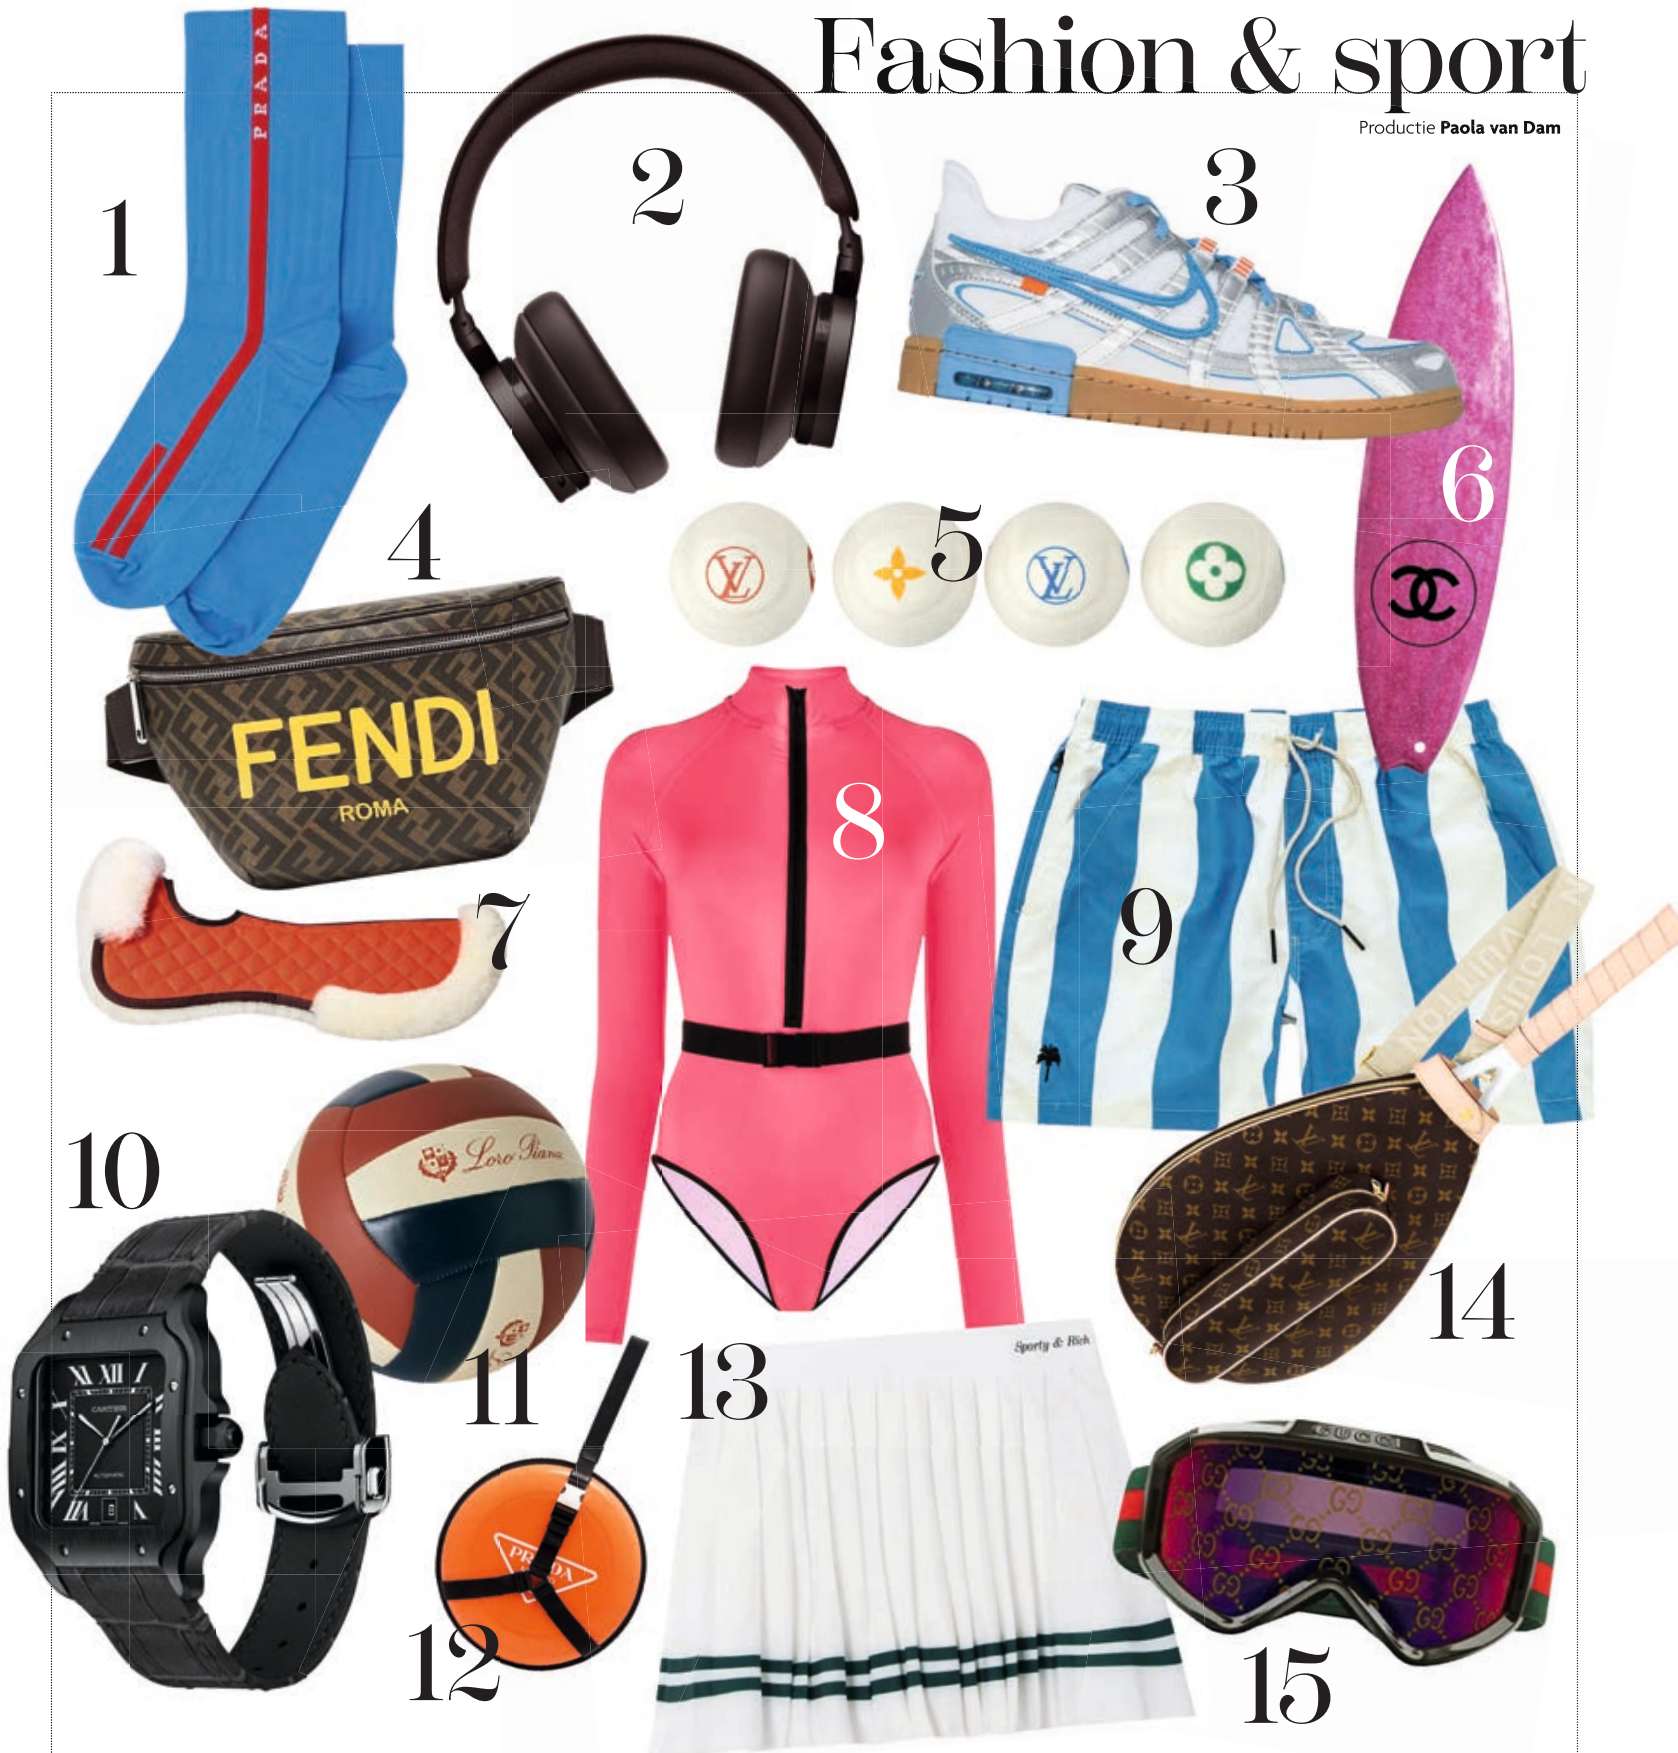 Fashion & sport
Productie Paola van Dam
PRADA
1
2
3
4
5
6
FENDI
ROMA
7
8
9
LOUIS VUITTON
10
Loro Piana
CARTIER
AUTOMATIC
11
12
PRADA
13
Sporty & Rich
14
GUCCI
15